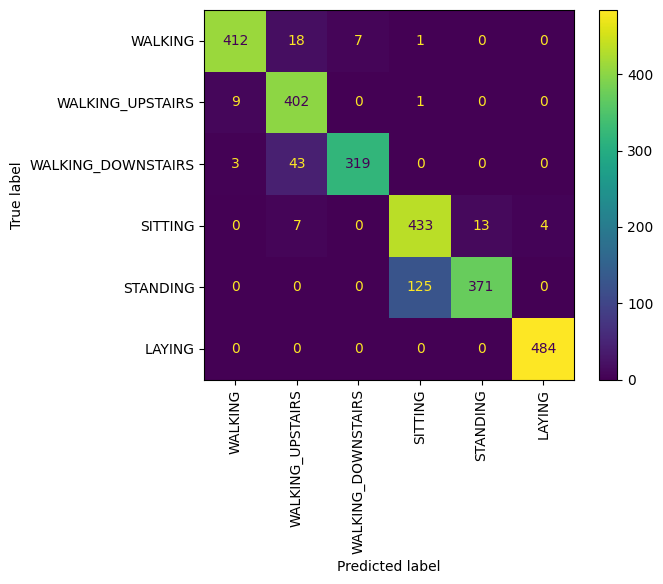 WALKING 412 18 7 1 0 0
WALKING_UPSTAIRS 9 402 0 1 0 0
WALKING_DOWNSTAIRS 3 43 319 0 0 0
SITTING 0 7 0 433 13 4
STANDING 0 0 0 125 371 0
LAYING 0 0 0 0 0 484
True label
WALKING
WALKING_UPSTAIRS
WALKING_DOWNSTAIRS
SITTING
STANDING
LAYING
Predicted label
400
300
200
100
0